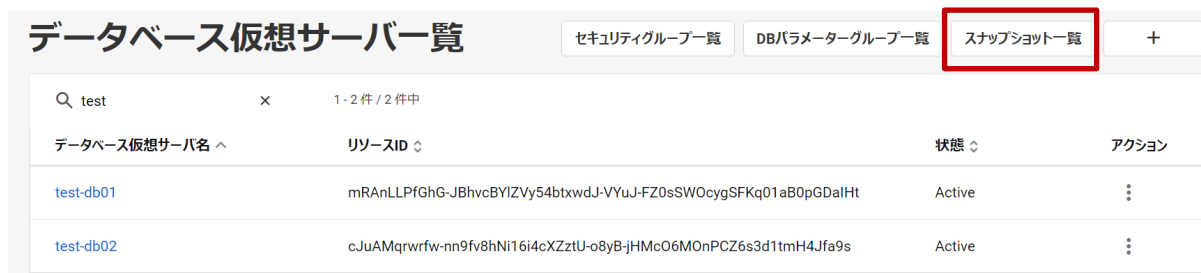 データベース仮想サーバ一覧
セキュリティグループ一覧 DBパラメーターグループ一覧 スナップショット一覧 +
test × 1 - 2 件 / 2 件中
データベース仮想サーバ名 リソースID 状態 アクション
test-db01 mRAnLLPfGhG-JBhvcBYlZVy54btxwdJ-VYuJ-FZ0sSWOcygSFKq01aB0pGDaIHt Active
test-db02 cJuAMqrwrfw-nn9fv8hNi16i4cXZztU-o8yB-jHMcO6MOnPCZ6s3d1tmH4Jfa9s Active